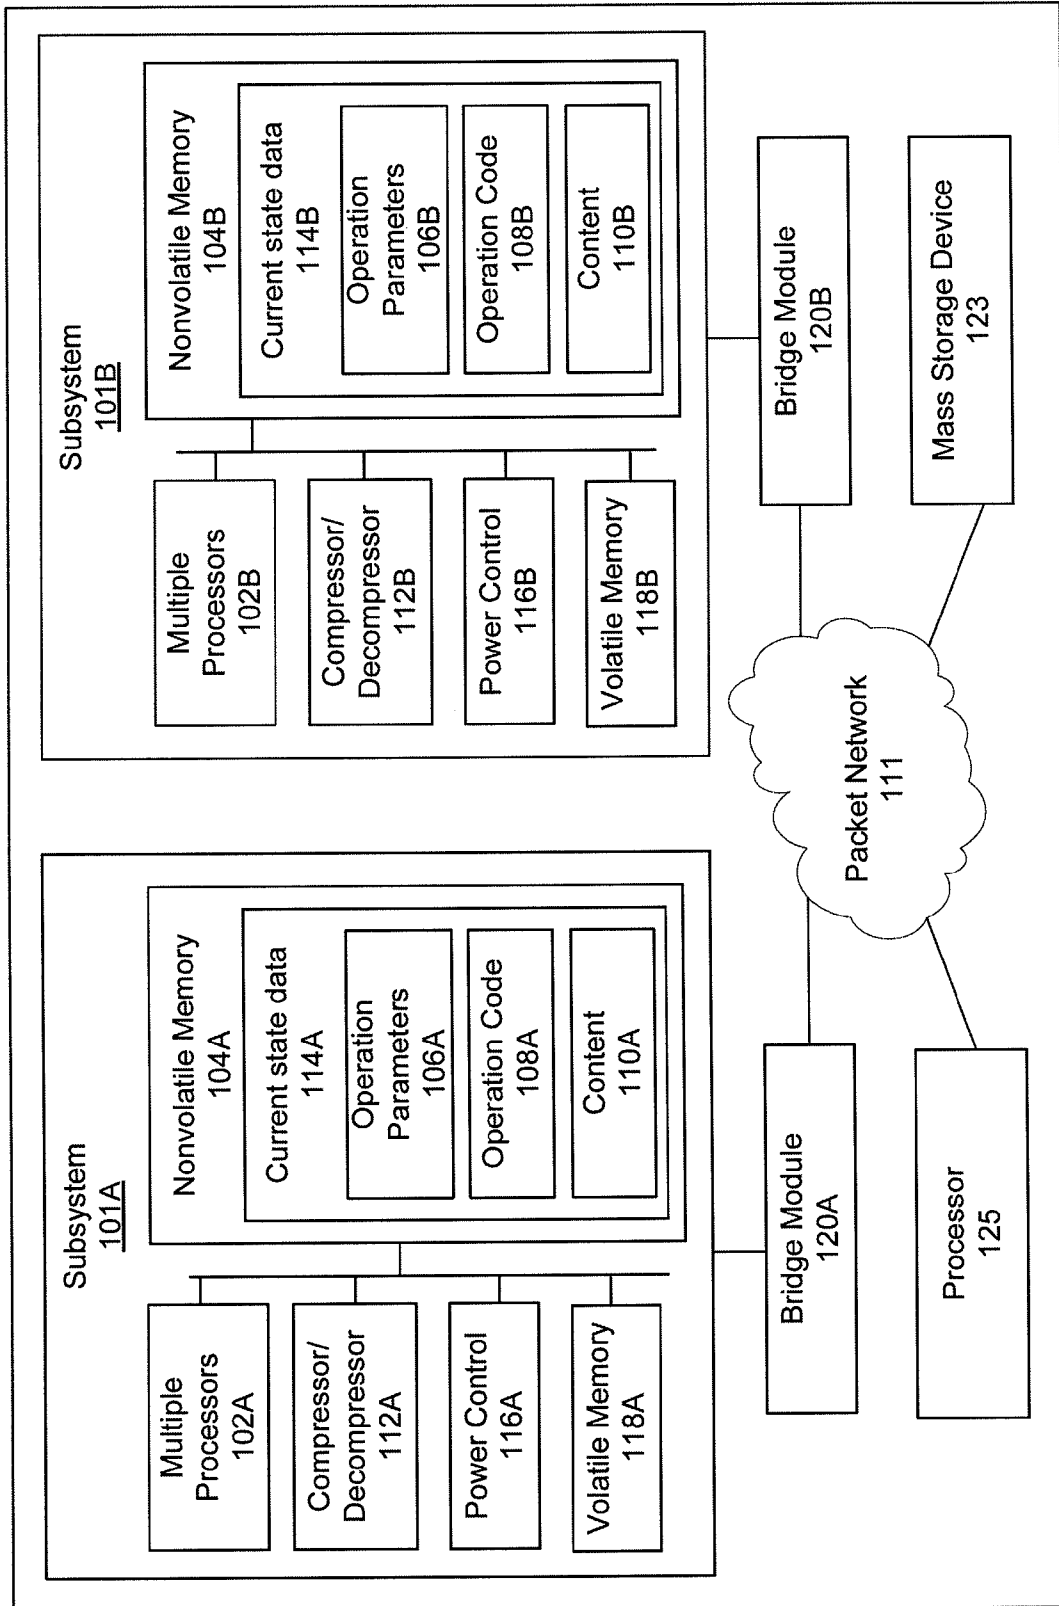 Subsystem
101A
Multiple
Processors
102A
Compressor/
Decompressor
112A
Power Control
116A
Volatile Memory
118A
Nonvolatile Memory
104A
Current state data
114A
Operation
Parameters
106A
Operation Code
108A
Content
110A
Subsystem
101B
Multiple
Processors
102B
Compressor/
Decompressor
112B
Power Control
116B
Volatile Memory
118B
Nonvolatile Memory
104B
Current state data
114B
Operation
Parameters
106B
Operation Code
108B
Content
110B
Bridge Module
120A
Packet Network
111
Bridge Module
120B
Processor
125
Mass Storage Device
123